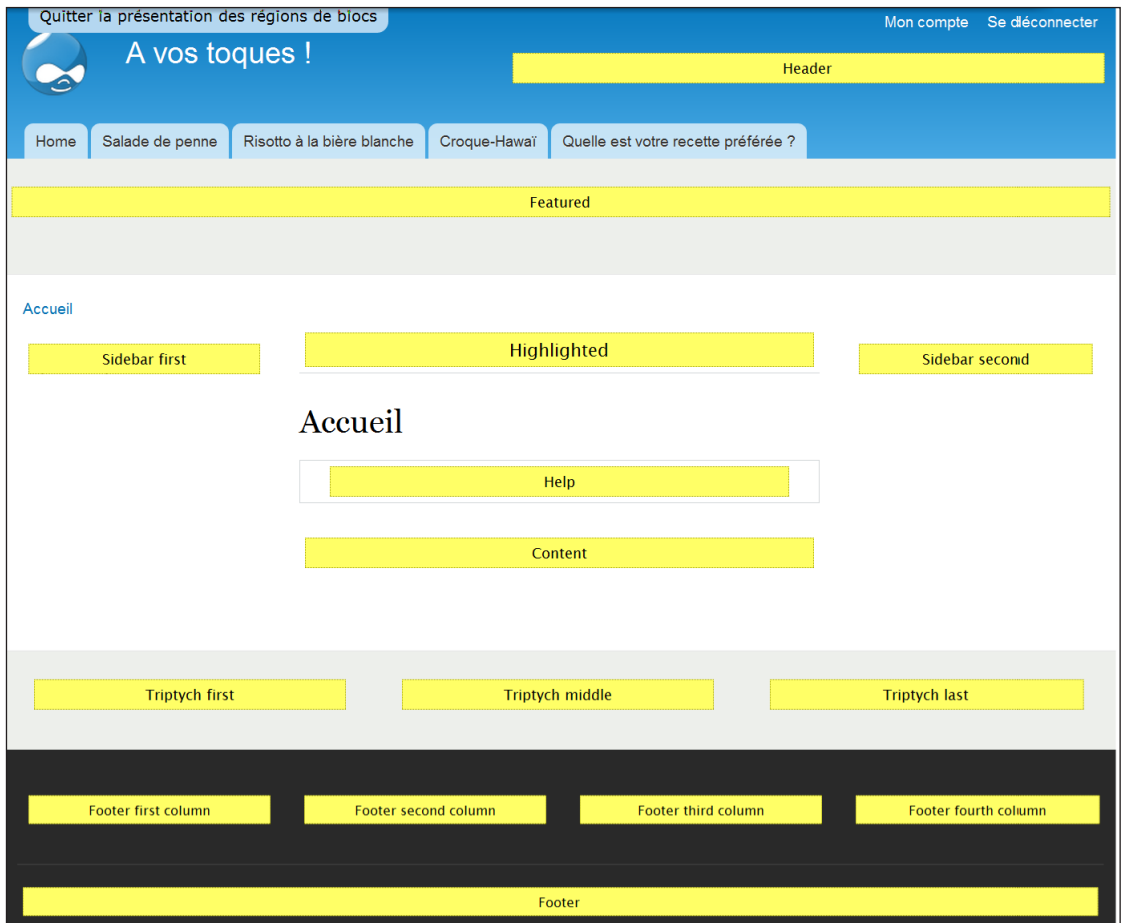 Quitter la présentation des régions de blocs
Mon compte Se déconnecter
A vos toques !
Header
Home Salade de penne Risotto à la bière blanche Croque-Hawaï Quelle est votre recette préférée ?
Featured
Accueil
Sidebar first Highlighted Sidebar second
Accueil
Help
Content
Triptych first Triptych middle Triptych last
Footer first column Footer second column Footer third column Footer fourth column
Footer